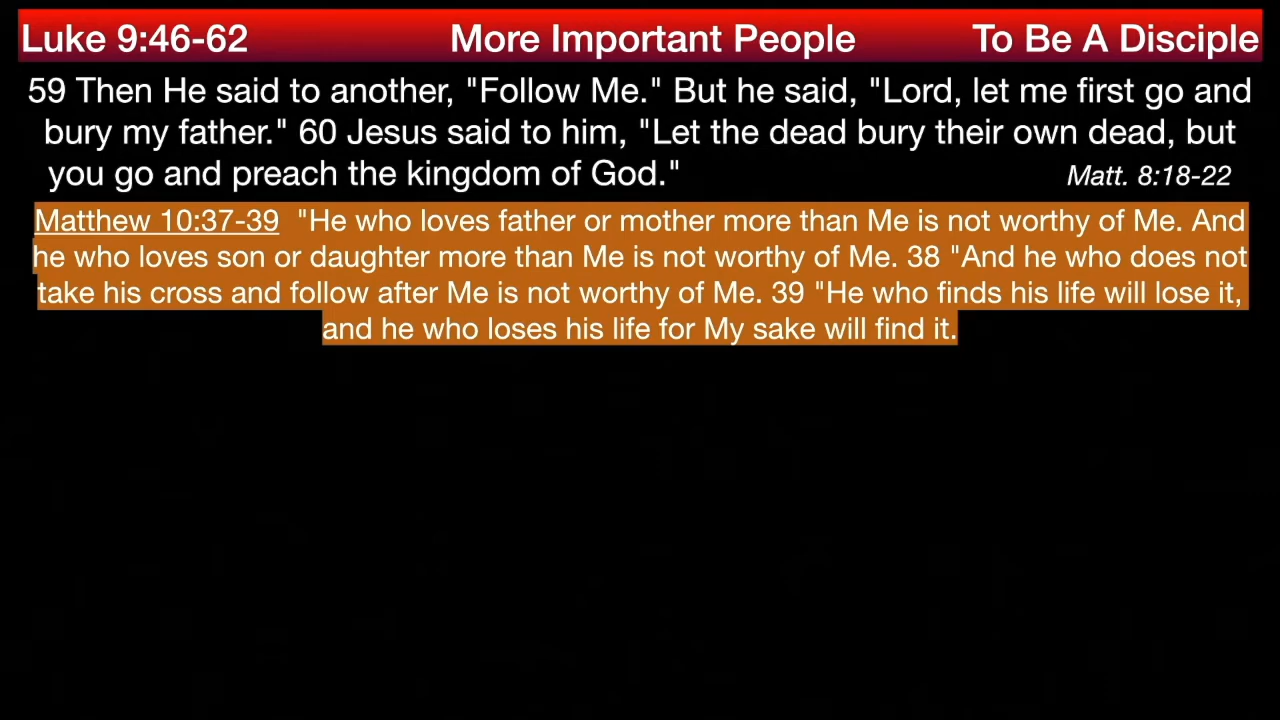 Luke 9:46-62 More Important People To Be A Disciple
59 Then He said to another, "Follow Me." But he said, "Lord, let me first go and
bury my father." 60 Jesus said to him, "Let the dead bury their own dead, but
you go and preach the kingdom of God." Matt. 8:18-22
Matthew 10:37-39 "He who loves father or mother more than Me is not worthy of Me. And
he who loves son or daughter more than Me is not worthy of Me. 38 "And he who does not
take his cross and follow after Me is not worthy of Me. 39 "He who finds his life will lose it,
and he who loses his life for My sake will find it.